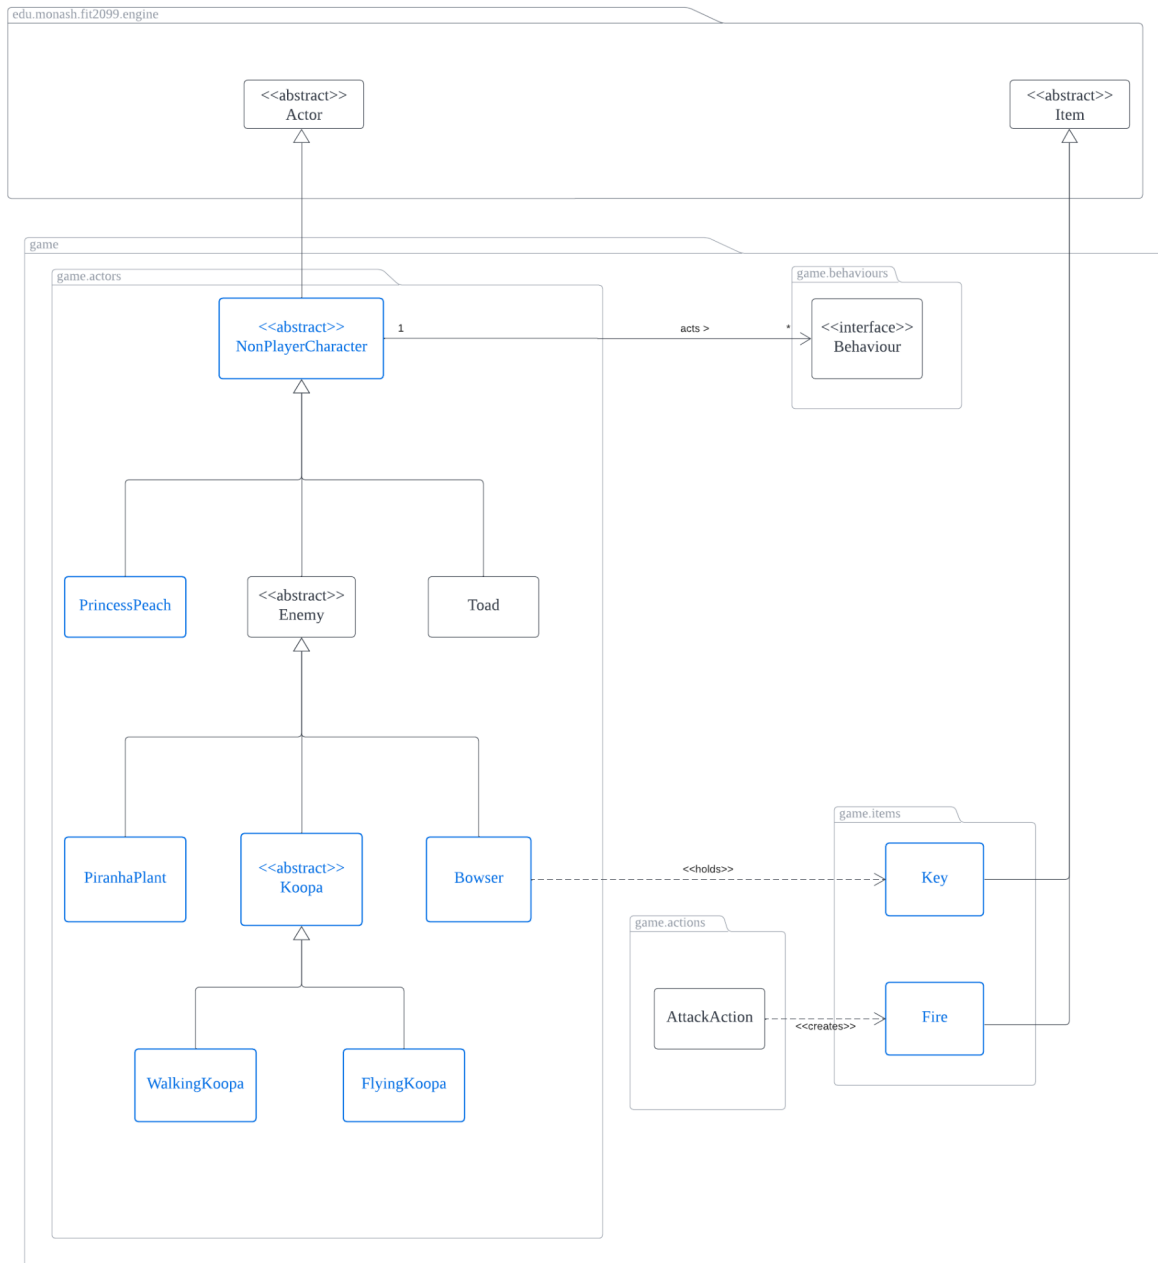 edu.monash.fit2099.engine
<<abstract>>
Actor
<<abstract>>
Item
game
game.actors
game.behaviours
<<abstract>>
NonPlayerCharacter
1
acts >
*
<<interface>>
Behaviour
PrincessPeach
<<abstract>>
Enemy
Toad
game.items
PiranhaPlant
<<abstract>>
Koopa
Bowser
<<holds>>
Key
game.actions
AttackAction
<<creates>>
Fire
WalkingKoopa
FlyingKoopa